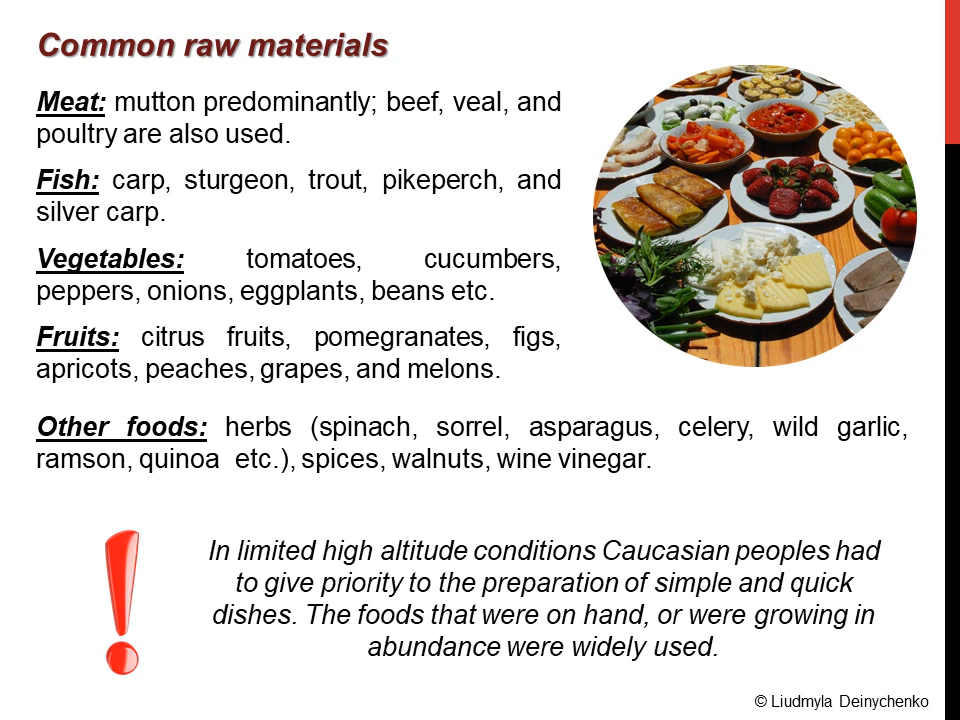 Common raw materials
Meat: mutton predominantly; beef, veal, and
poultry are also used.
Fish: carp, sturgeon, trout, pikeperch, and
silver carp.
Vegetables: tomatoes, cucumbers,
peppers, onions, eggplants, beans etc.
Fruits: citrus fruits, pomegranates, figs,
apricots, peaches, grapes, and melons.
Other foods: herbs (spinach, sorrel, asparagus, celery, wild garlic,
ramson, quinoa etc.), spices, walnuts, wine vinegar.
In limited high altitude conditions Caucasian peoples had
to give priority to the preparation of simple and quick
dishes. The foods that were on hand, or were growing in
abundance were widely used.
© Liudmyla Deinychenko